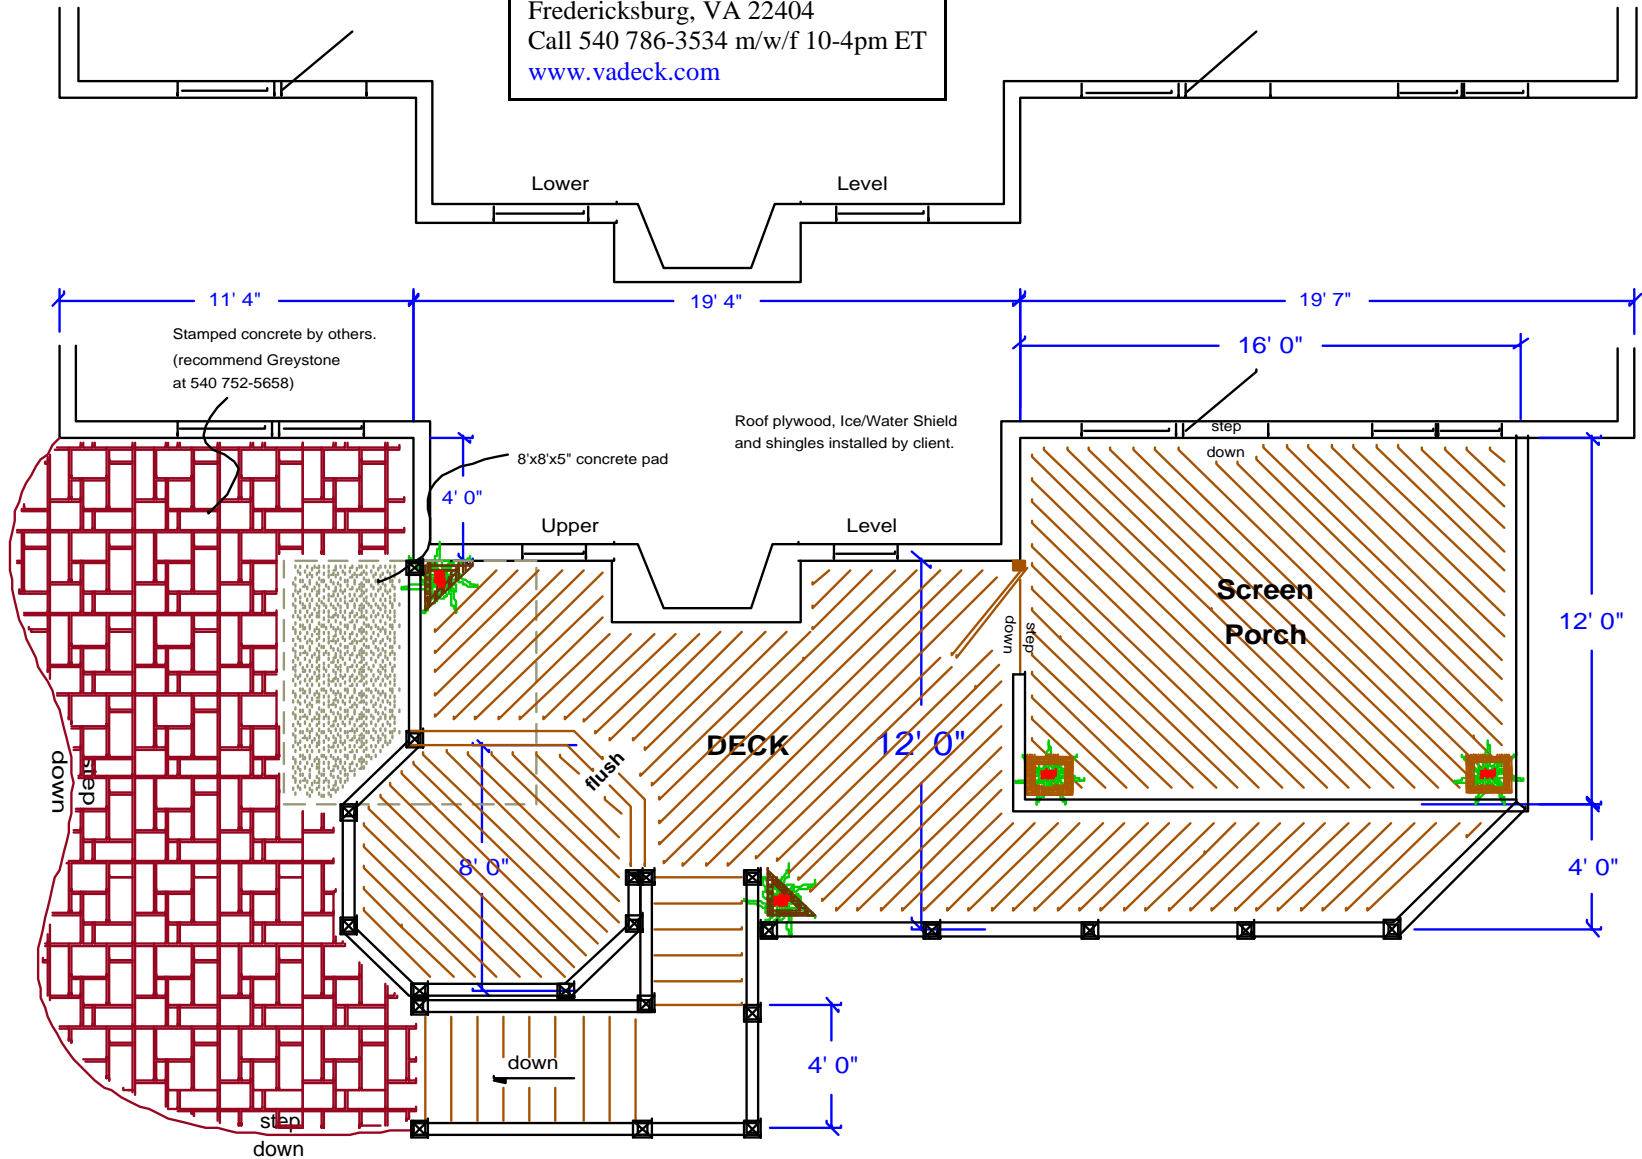 Fredericksburg, VA 22404
Call 540 786-3534 m/w/f 10-4pm ET
www.vadeck.com
Lower
Level
11' 4"
19' 4"
19' 7"
Stamped concrete by others.
(recommend Greystone
at 540 752-5658)
16' 0"
Roof plywood, Ice/Water Shield
and shingles installed by client.
step
down
8'x8'x5" concrete pad
4' 0"
Upper
Level
Screen
Porch
12' 0"
step
down
DECK
12' 0"
flush
step
down
8' 0"
4' 0"
down
4' 0"
step
down